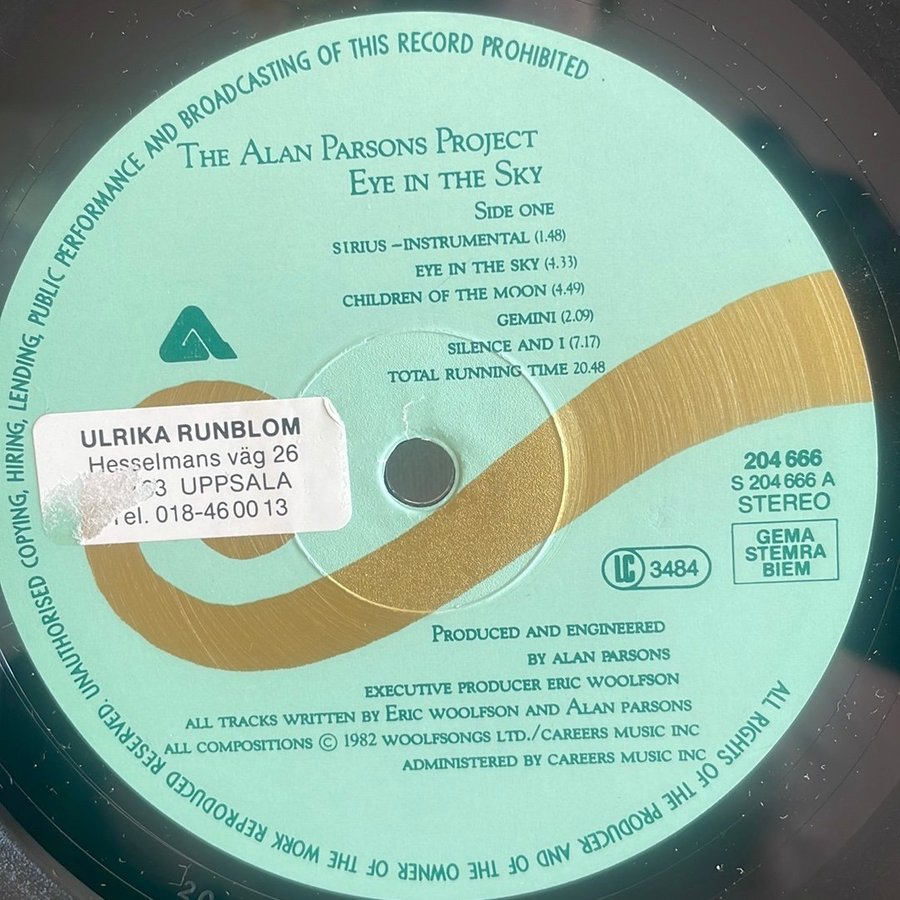 UNAUTHORISED COPYING, HIRING, LENDING, PUBLIC PERFORMANCE AND BROADCASTING OF THIS RECORD PROHIBITED
THE ALAN PARSONS PROJECT
EYE IN THE SKY
SIDE ONE
SIRIUS –INSTRUMENTAL (1.48)
EYE IN THE SKY (4.33)
CHILDREN OF THE MOON (4.49)
GEMINI (2.09)
SILENCE AND I (7.17)
TOTAL RUNNING TIME 20.48
ULRIKA RUNBLOM
Hesselmans väg 26
UPPSALA
Tel. 018-46 00 13
204 666
S 204 666 A
STEREO
GEMA
STEMRA
BIEM
LC 3484
PRODUCED AND ENGINEERED
BY ALAN PARSONS
EXECUTIVE PRODUCER ERIC WOOLFSON
ALL TRACKS WRITTEN BY ERIC WOOLFSON AND ALAN PARSONS
ALL COMPOSITIONS © 1982 WOOLFSONGS LTD./CAREERS MUSIC INC
ADMINISTERED BY CAREERS MUSIC INC
ALL RIGHTS OF THE PRODUCER AND OF THE OWNER OF THE WORK REPRODUCED RESERVED.